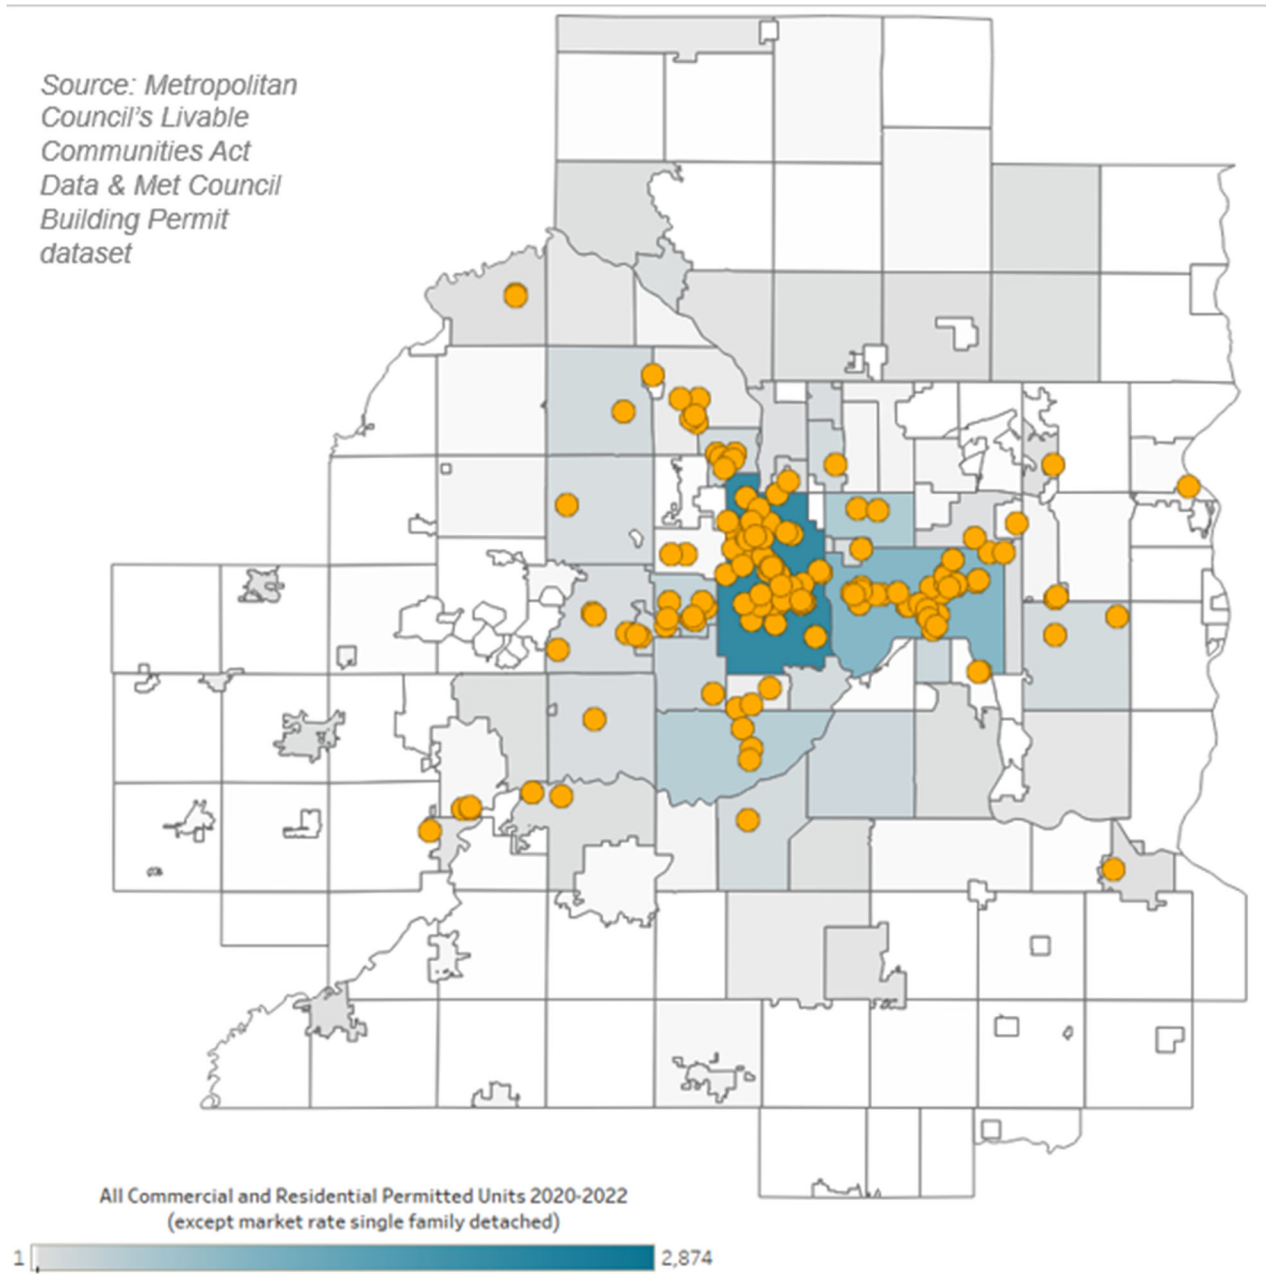 Source: Metropolitan
Council's Livable
Communities Act
Data & Met Council
Building Permit
dataset
All Commercial and Residential Permitted Units 2020-2022
(except market rate single family detached)
1 2,874